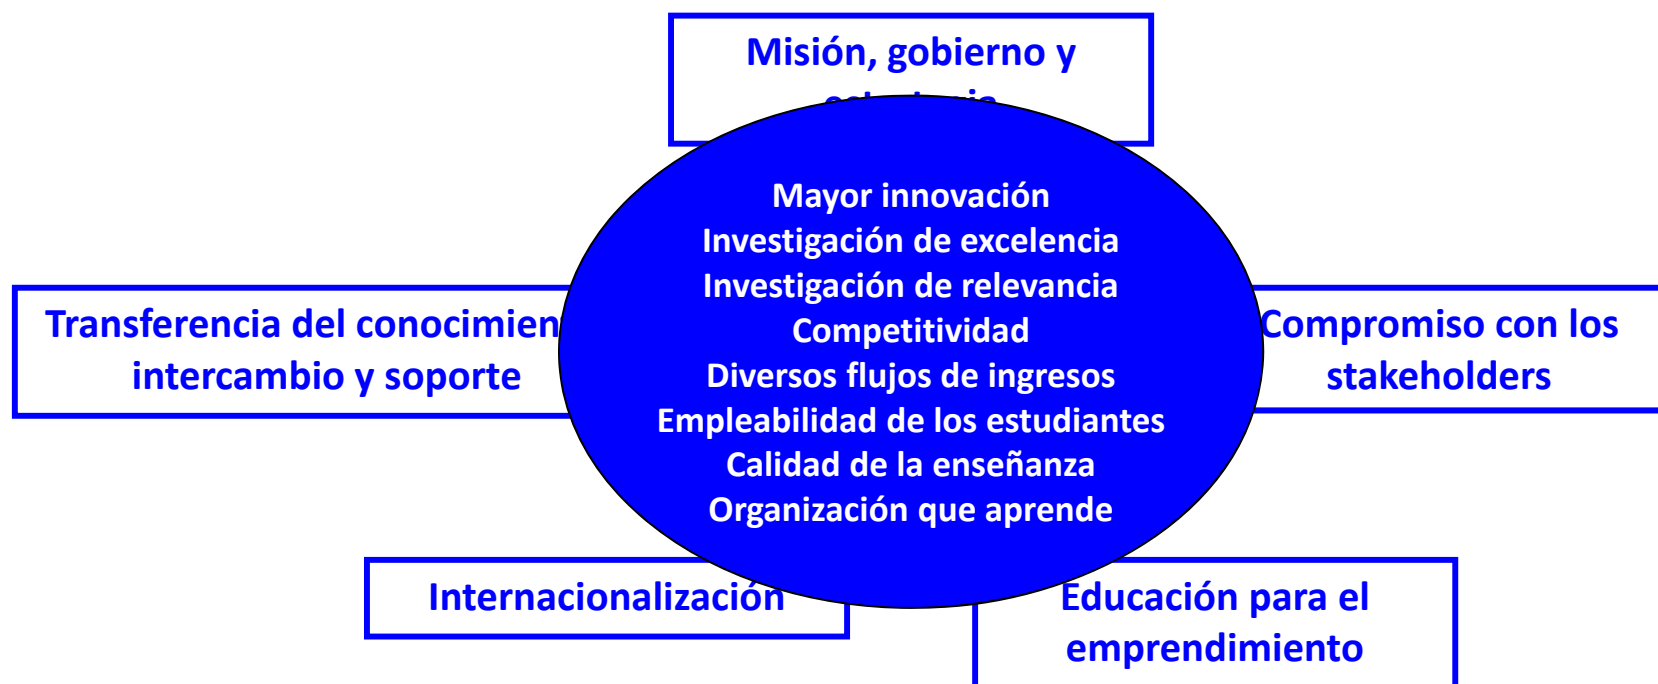 Misión, gobierno y
Mayor innovación
Investigación de excelencia
Investigación de relevancia
Competitividad
Diversos flujos de ingresos
Empleabilidad de los estudiantes
Calidad de la enseñanza
Organización que aprende
Transferencia del
intercambio y soporte
Compromiso con los
stakeholders
Internacionalización
Educación para el
emprendimiento